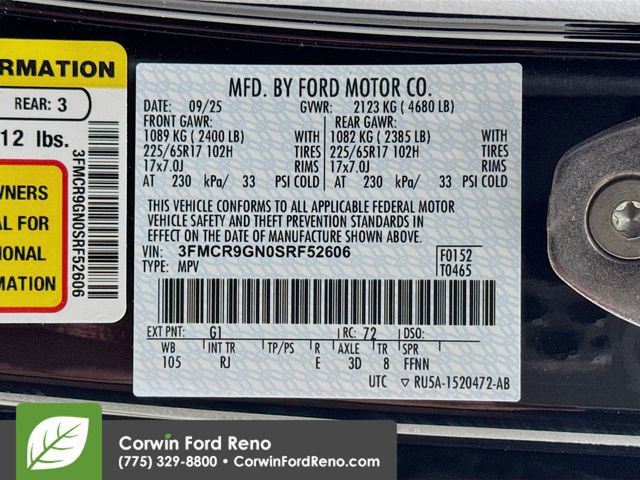 RMATION
REAR: 3
12 lbs.
WNERS
AL FOR
IONAL
MATION
3FMCR9GN0SRF52606
MFD. BY FORD MOTOR CO.
DATE: 09/25 GVWR: 2123 KG ( 4680 LB)
FRONT GAWR: REAR GAWR:
1089 KG ( 2400 LB) WITH 1082 KG ( 2385 LB) WITH
225/65R17 102H TIRES 225/65R17 102H TIRES
17x7.0J RIMS 17x7.0J RIMS
AT 230 kPa/ 33 PSI COLD AT 230 kPa/ 33 PSI COLD
THIS VEHICLE CONFORMS TO ALL APPLICABLE FEDERAL MOTOR
VEHICLE SAFETY AND THEFT PREVENTION STANDARDS IN
EFFECT ON THE DATE OF MANUFACTURE SHOWN ABOVE.
VIN: 3FMCR9GN0SRF52606 F0152
TYPE: MPV T0465
EXT PNT: G1 RC: 72 DSO:
WB INT TR TP/PS R AXLE TR SPR
105 RJ E 3D 8 FFNN
UTC ▽ RU5A-1520472-AB
Corwin Ford Reno
(775) 329-8800 • CorwinFordReno.com